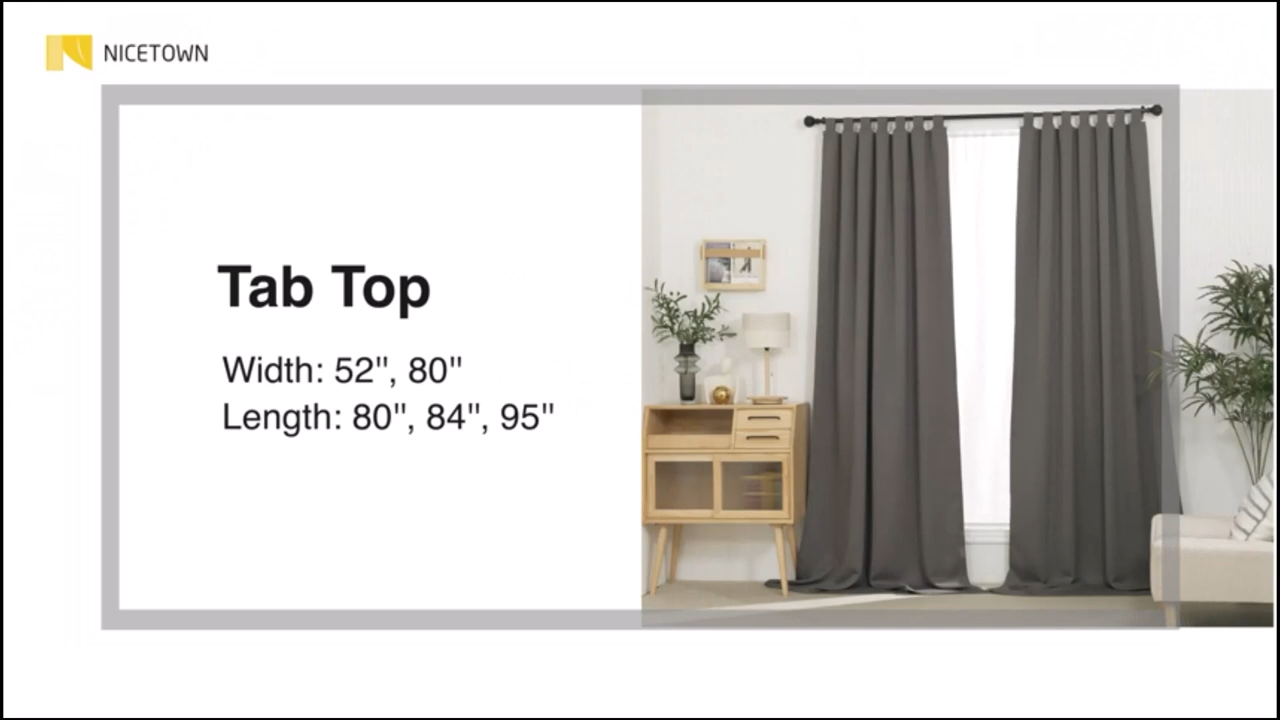 NICETOWN
Tab Top
Width: 52", 80"
Length: 80", 84", 95"